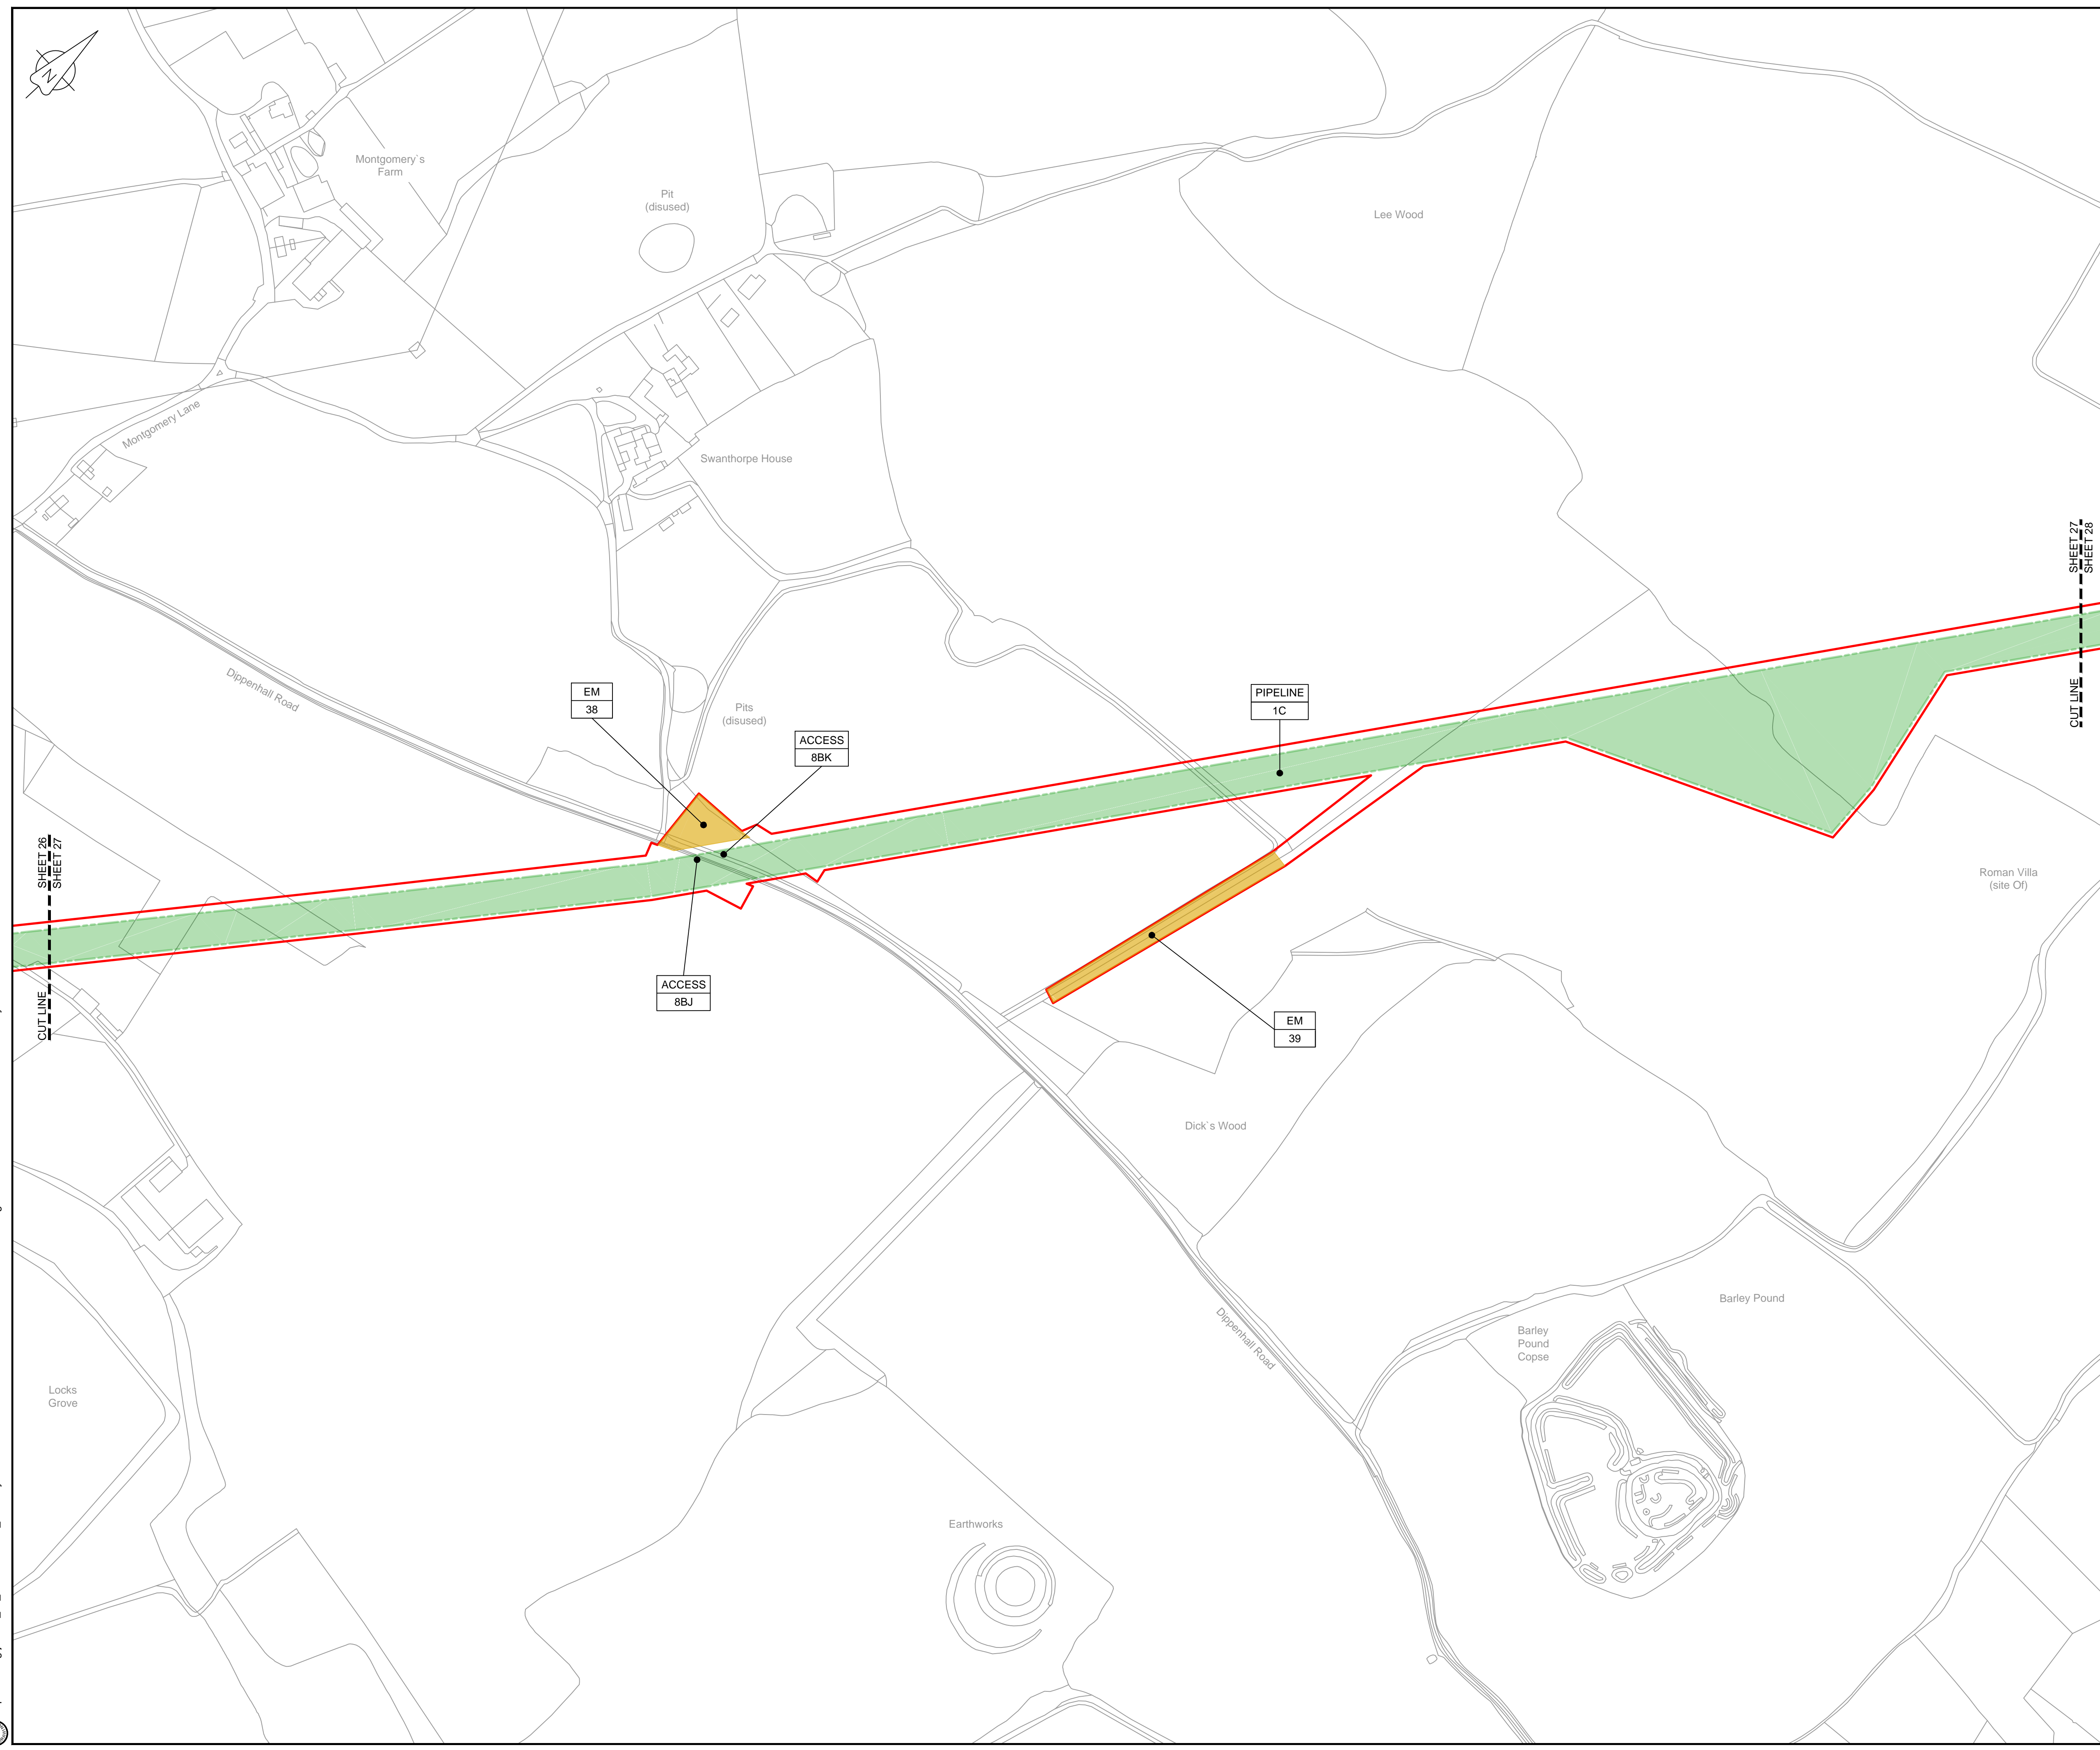 N
Montgomery`s
Farm
Pit
(disused)
Lee Wood
Montgomery Lane
Swanthorpe House
SHEET 27
SHEET 28
CUT LINE
Dippenhall Road
EM
38
Pits
(disused)
ACCESS
8BK
PIPELINE
1C
SHEET 26
SHEET 27
CUT LINE
Roman Villa
(site Of)
ACCESS
8BJ
EM
39
Dick`s Wood
Dippenhall Road
Barley Pound
Barley
Pound
Copse
Locks
Grove
Earthworks